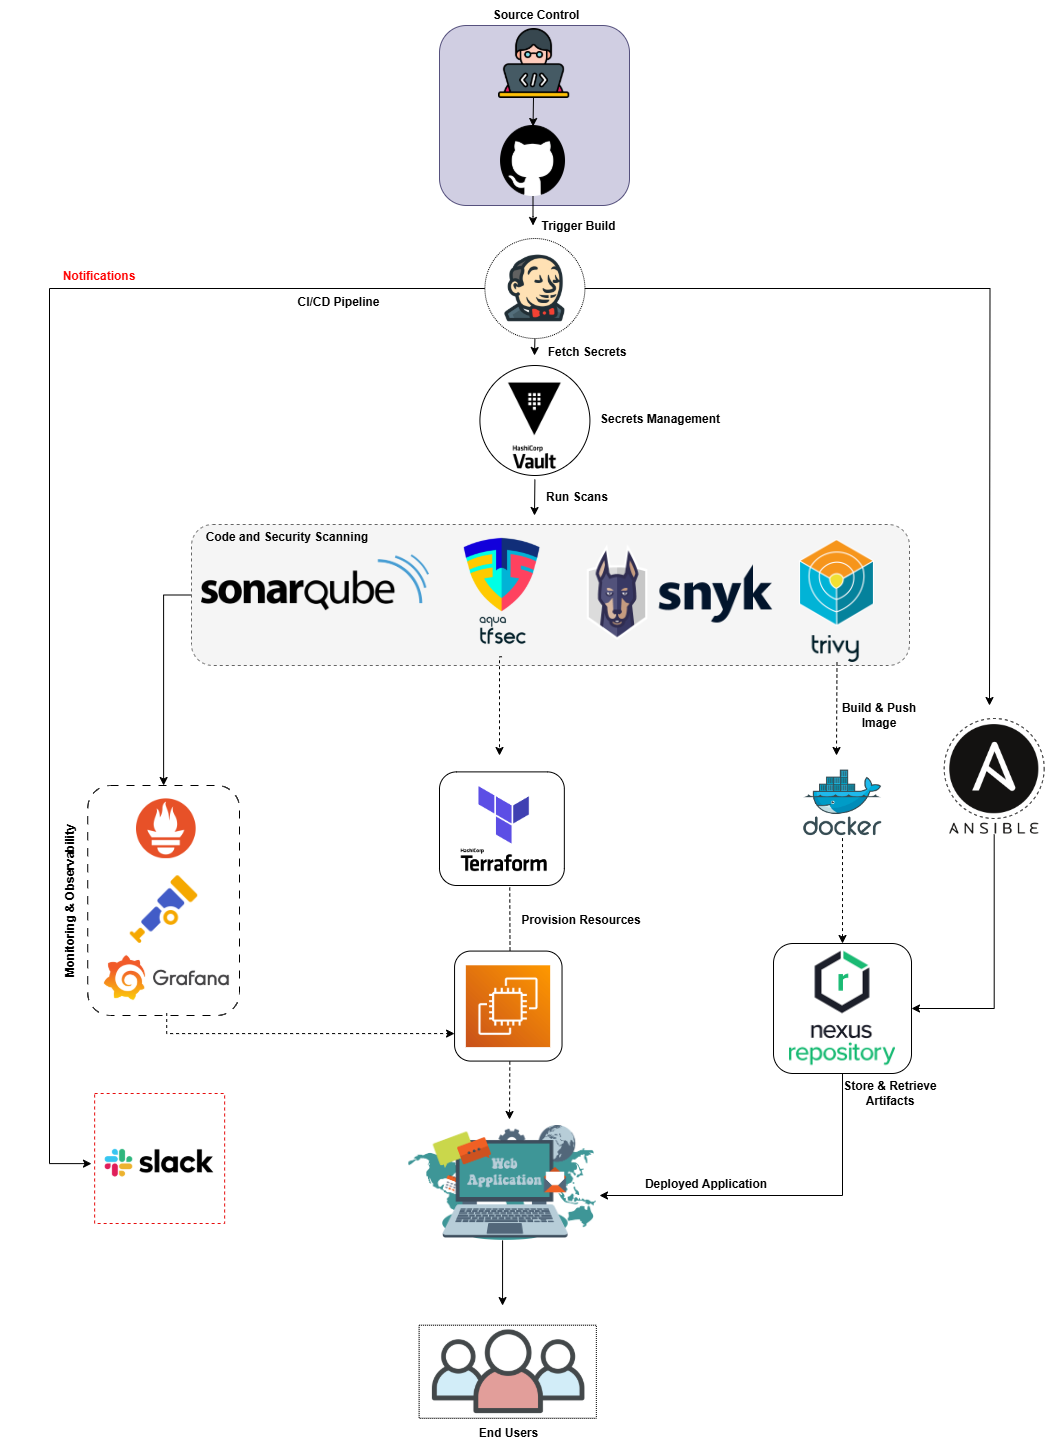 Source Control
</>
Trigger Build
Notifications
CI/CD Pipeline
Fetch Secrets
HashiCorp
Vault
Secrets Management
Run Scans
Code and Security Scanning
sonarqube
aqua
tfsec
snyk
trivy
Build & Push
Image
docker
ANSIBLE
HashiCorp
Terraform
Monitoring & Observability
Grafana
Provision Resources
r
nexus
repository
Store & Retrieve
Artifacts
slack
Web
Application
Deployed Application
End Users